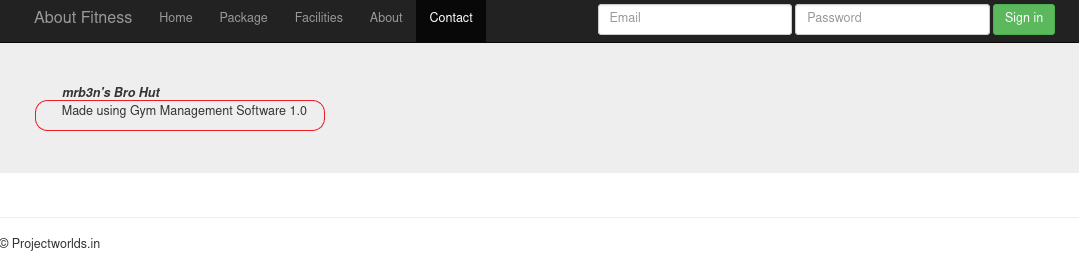 About Fitness Home Package Facilities About Contact Email Password Sign in
mrb3n's Bro Hut
Made using Gym Management Software 1.0
© Projectworlds.in